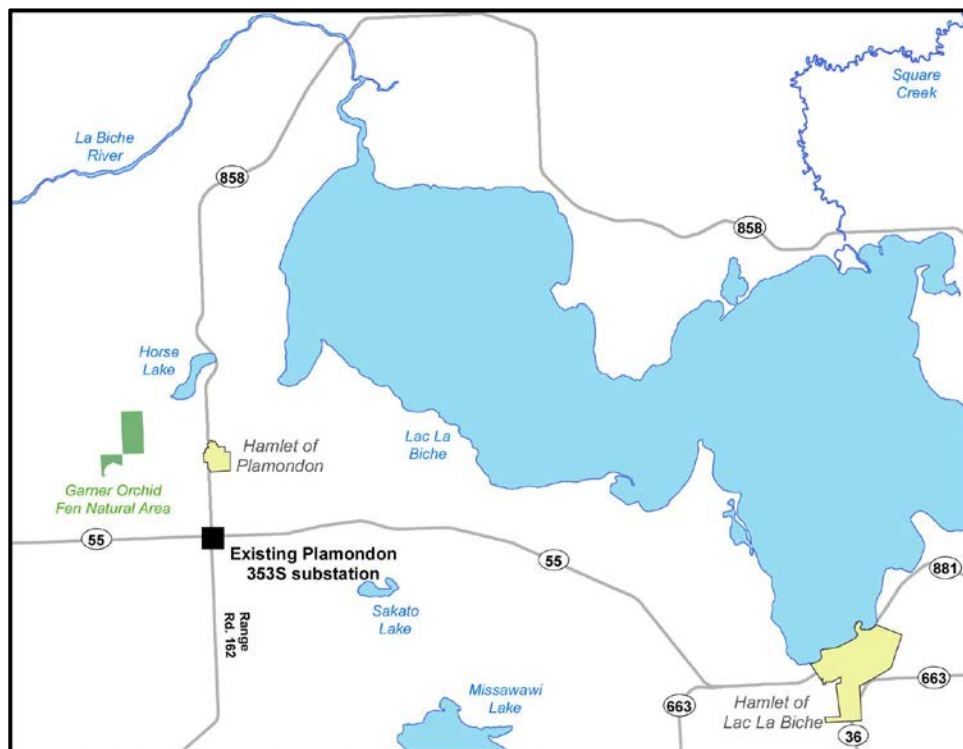 Square
Creek
La Biche
River
858
858
Horse
Lake
Hamlet of
Plamondon
Lac La
Biche
Garner Orchid
Fen Natural Area
55
Existing Plamondon
353S substation
55
881
Sakato
Lake
Range
Rd. 162
663
Missawawi
Lake
663
Hamlet of
Lac La Biche
36